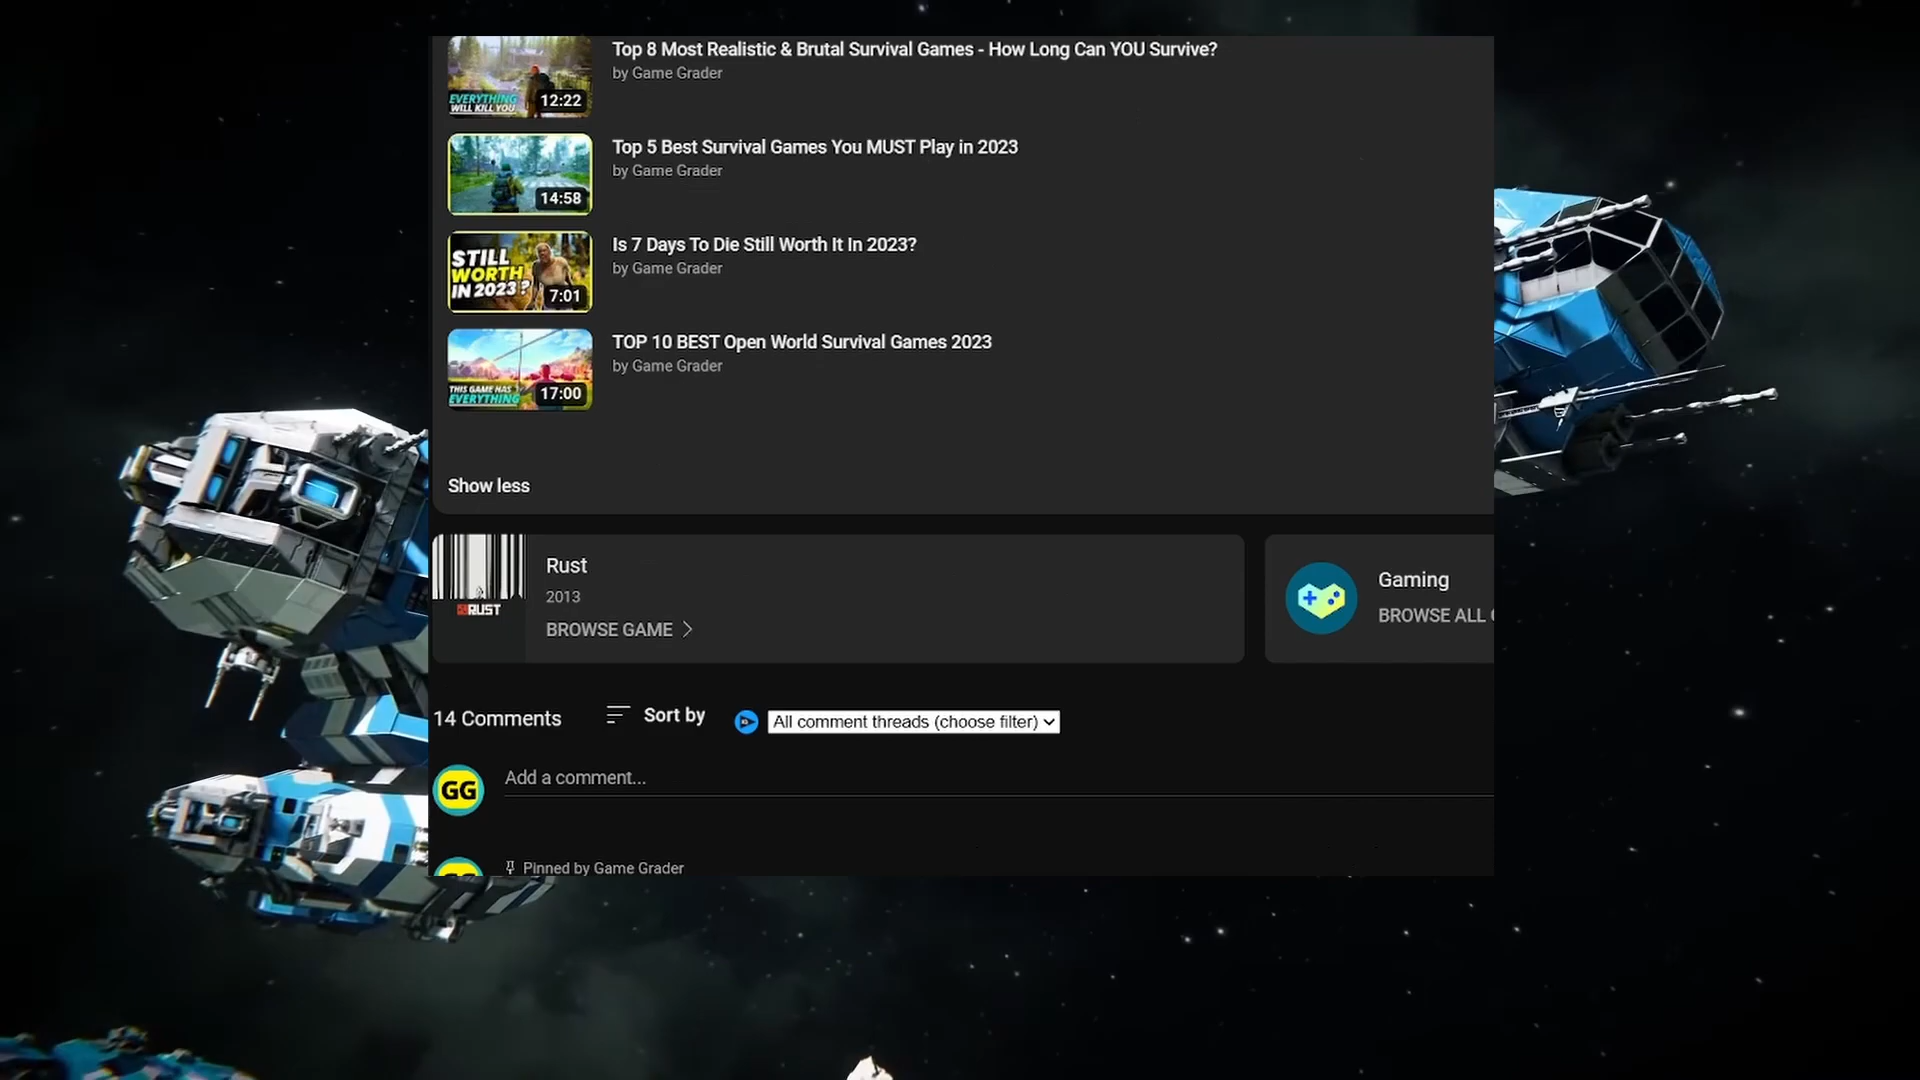 Top 8 Most Realistic & Brutal Survival Games - How Long Can YOU Survive?
by Game Grader
EVERYTHING
WILL KILL YOU
12:22
Top 5 Best Survival Games You MUST Play in 2023
by Game Grader
14:58
Is 7 Days To Die Still Worth It In 2023?
by Game Grader
STILL
WORTH
IN 2023 ?
7:01
TOP 10 BEST Open World Survival Games 2023
by Game Grader
THIS GAME HAS
EVERYTHING
17:00
Show less
Rust
2013
BROWSE GAME
RUST
Gaming
BROWSE ALL
14 Comments
Sort by
All comment threads (choose filter)
GG
Add a comment...
Pinned by Game Grader